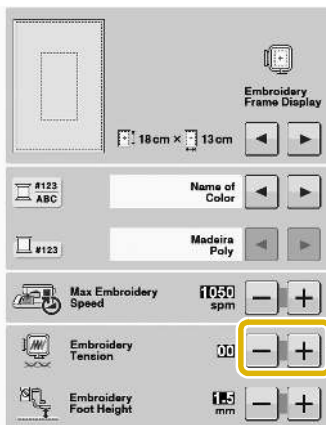 Embroidery
Frame Display
18cm × 13cm
#123
ABC
Name of
Color
#123
Madeira
Poly
Max Embroidery
Speed
1050
spm
Embroidery
Tension
00
Embroidery
Foot Height
1.5
mm